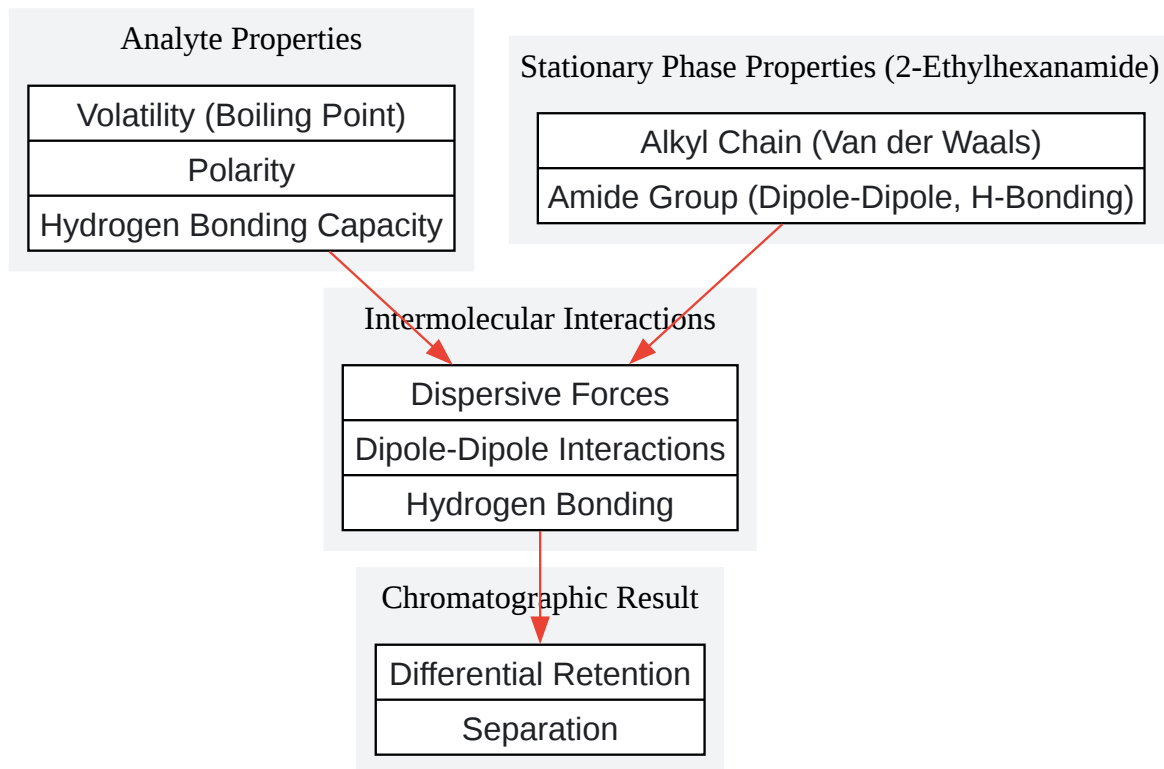 Analyte Properties
Volatility (Boiling Point)
Polarity
Hydrogen Bonding Capacity
Stationary Phase Properties (2-Ethylhexanamide)
Alkyl Chain (Van der Waals)
Amide Group (Dipole-Dipole, H-Bonding)
Intermolecular Interactions
Dispersive Forces
Dipole-Dipole Interactions
Hydrogen Bonding
Chromatographic Result
Differential Retention
Separation